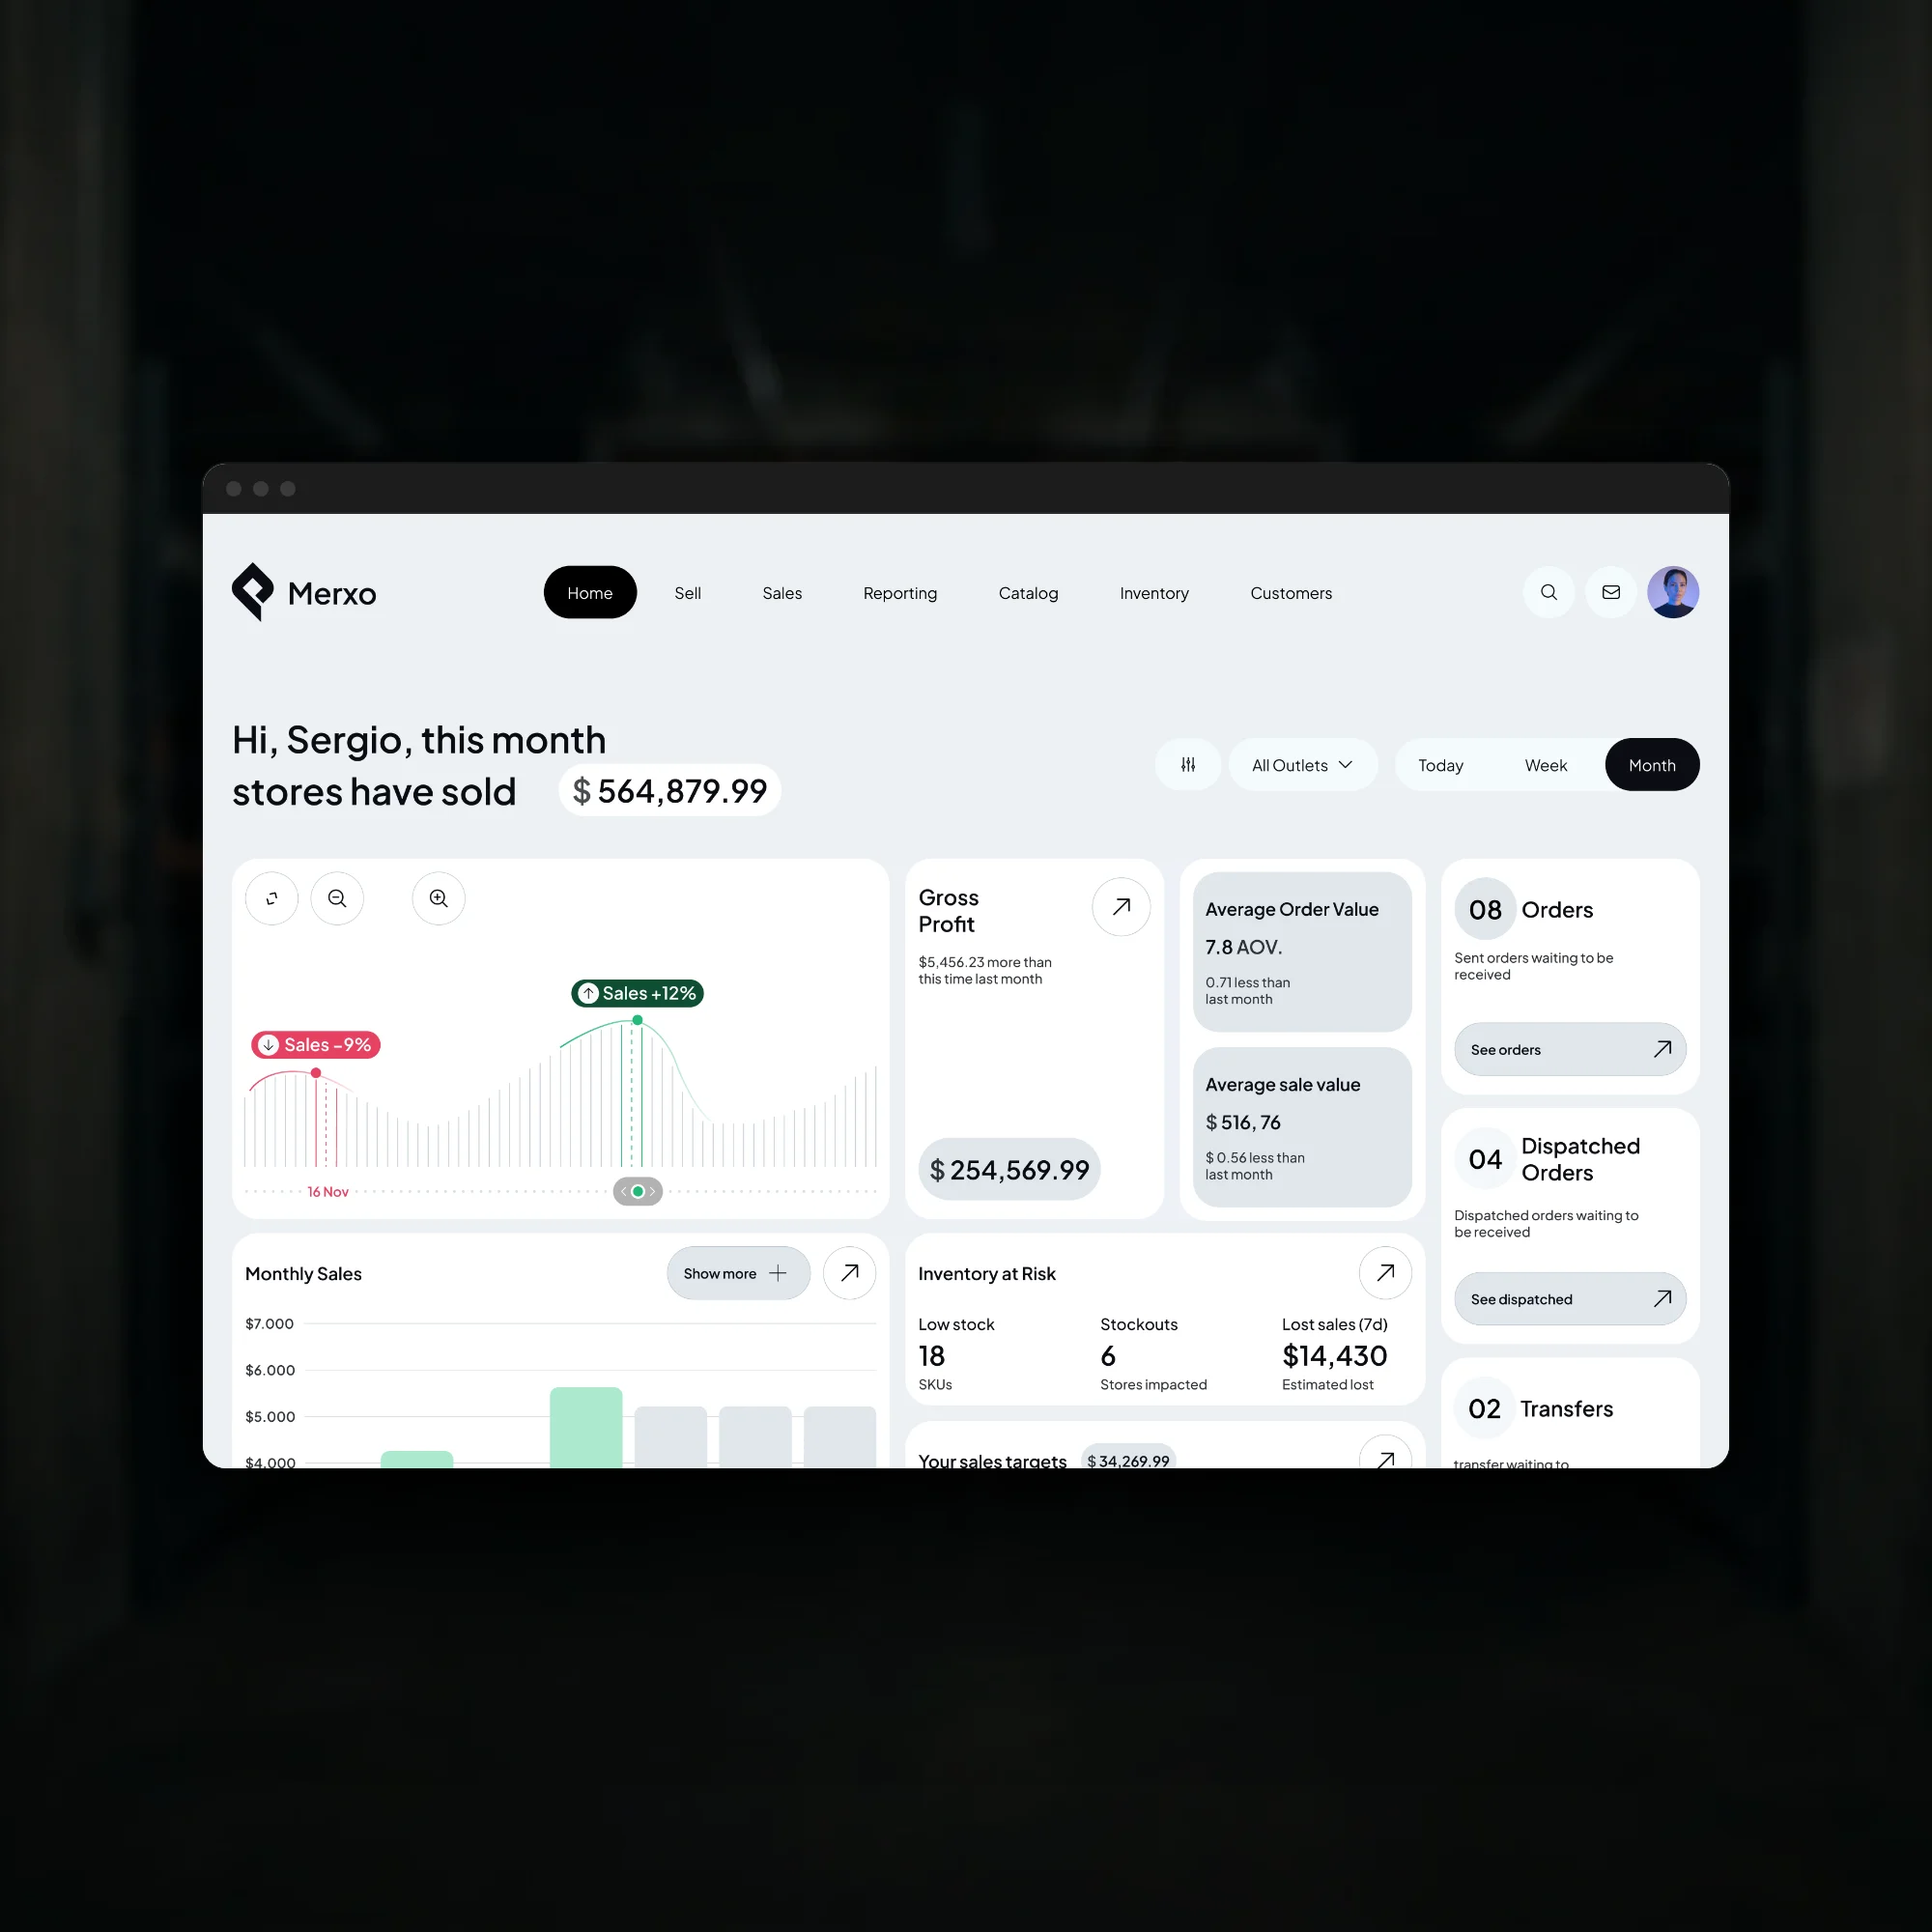 Merxo
Home
Sell
Sales
Reporting
Catalog
Inventory
Customers
Hi, Sergio, this month
stores have sold
$ 564,879.99
All Outlets
Today
Week
Month
Sales +12%
Sales -9%
16 Nov
Gross
Profit
$5,456.23 more than
this time last month
$ 254,569.99
Average Order Value
7.8 AOV.
0.71 less than
last month
Average sale value
$ 516, 76
$ 0.56 less than
last month
08 Orders
Sent orders waiting to be
received
See orders
04 Dispatched
Orders
Dispatched orders waiting to
be received
See dispatched
02 Transfers
transfer waiting to
Monthly Sales
Show more
$7.000
$6.000
$5.000
$4.000
Inventory at Risk
Low stock
18
SKUs
Stockouts
6
Stores impacted
Lost sales (7d)
$14,430
Estimated lost
Your sales targets
$ 34,269.99